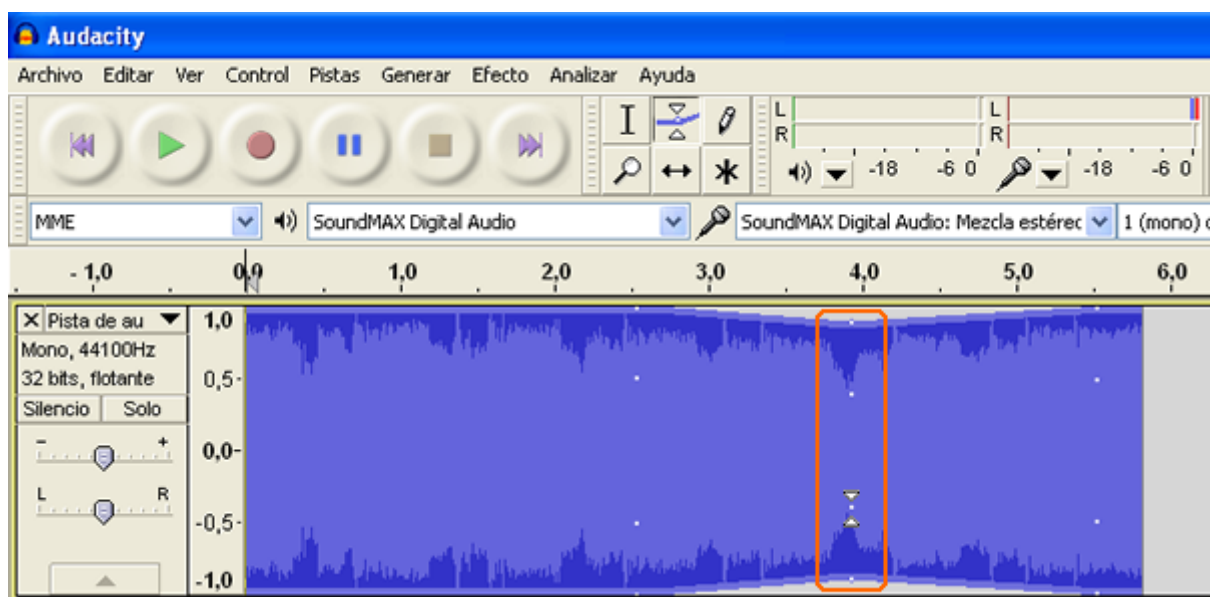 Audacity
Archivo Editar Ver Control Pistas Generar Efecto Analizar Ayuda
L
R
-18 -6 0
L
R
-18 -6 0
MME
SoundMAX Digital Audio
SoundMAX Digital Audio: Mezcla estérec
1 (mono) c
- 1,0 0,0 1,0 2,0 3,0 4,0 5,0 6,0
X Pista de au
Mono, 44100Hz
32 bits, flotante
Silencio Solo
- +
L R
1,0
0,5-
0,0-
-0,5-
-1,0